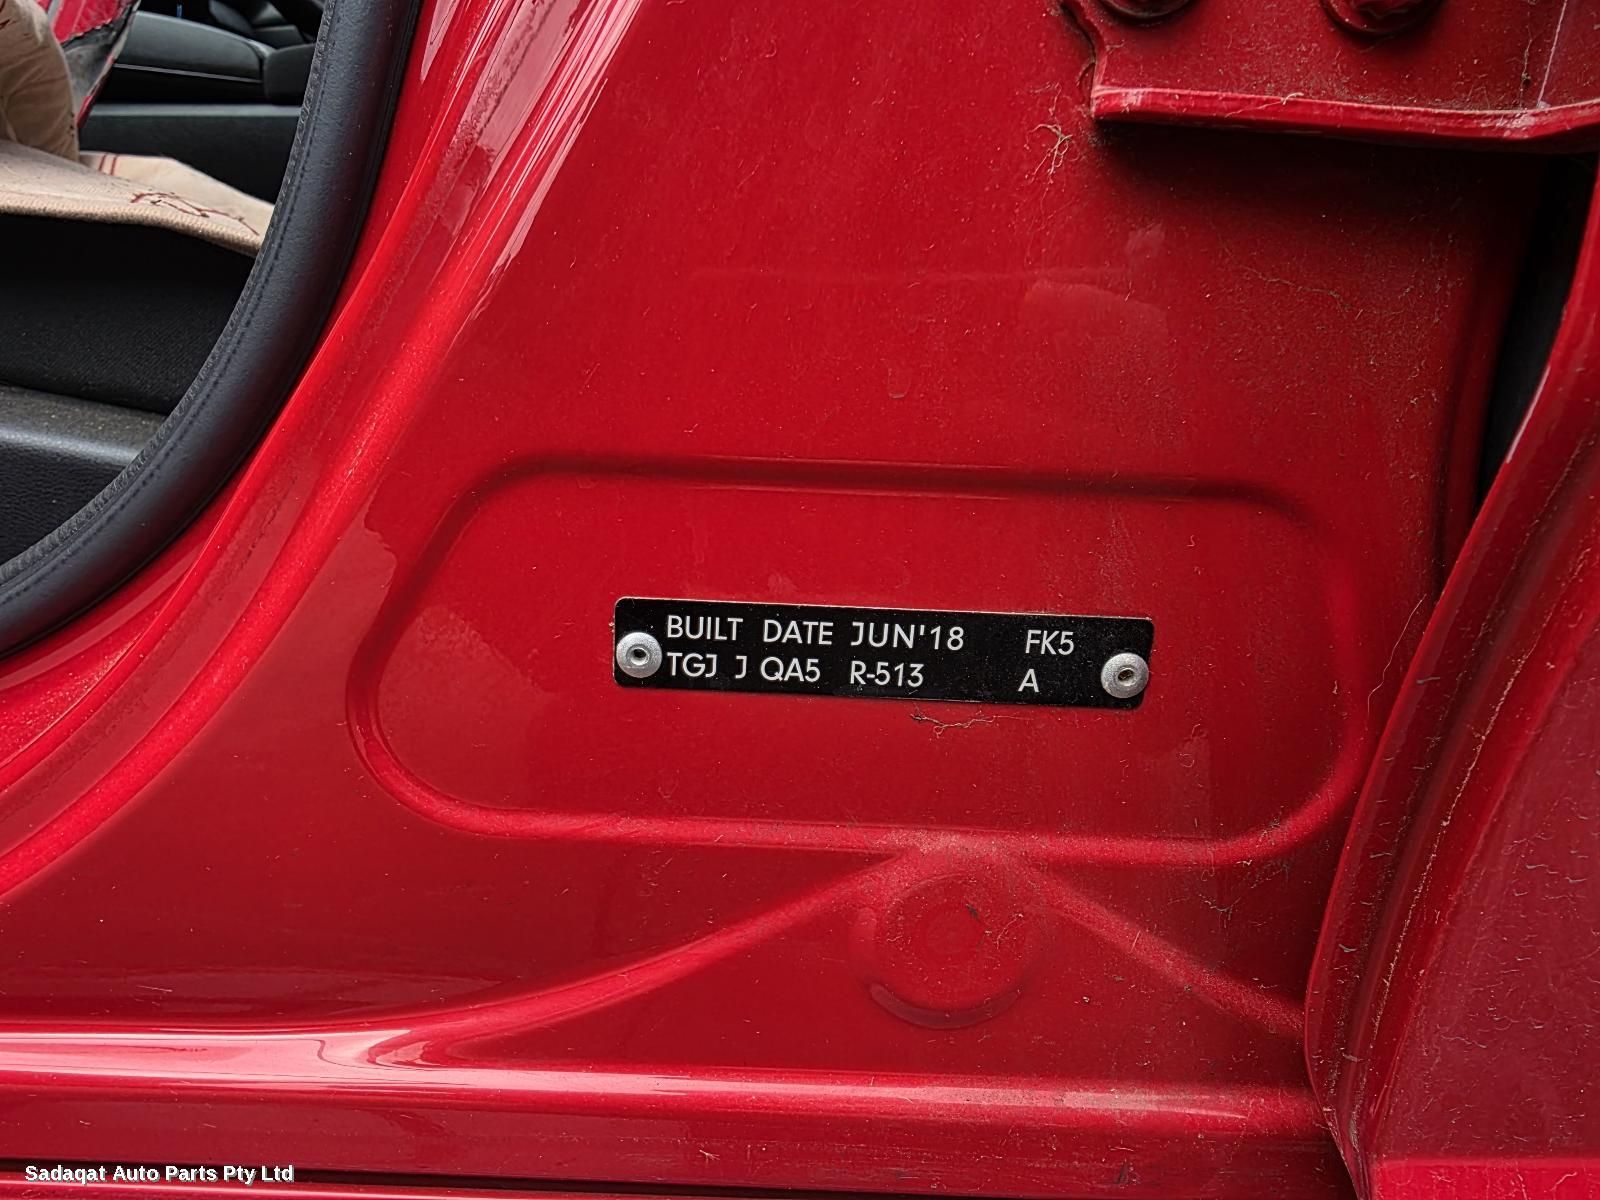 BUILT DATE JUN'18 FK5
TGJ J QA5 R-513 A
Sadaqat Auto Parts Pty Ltd